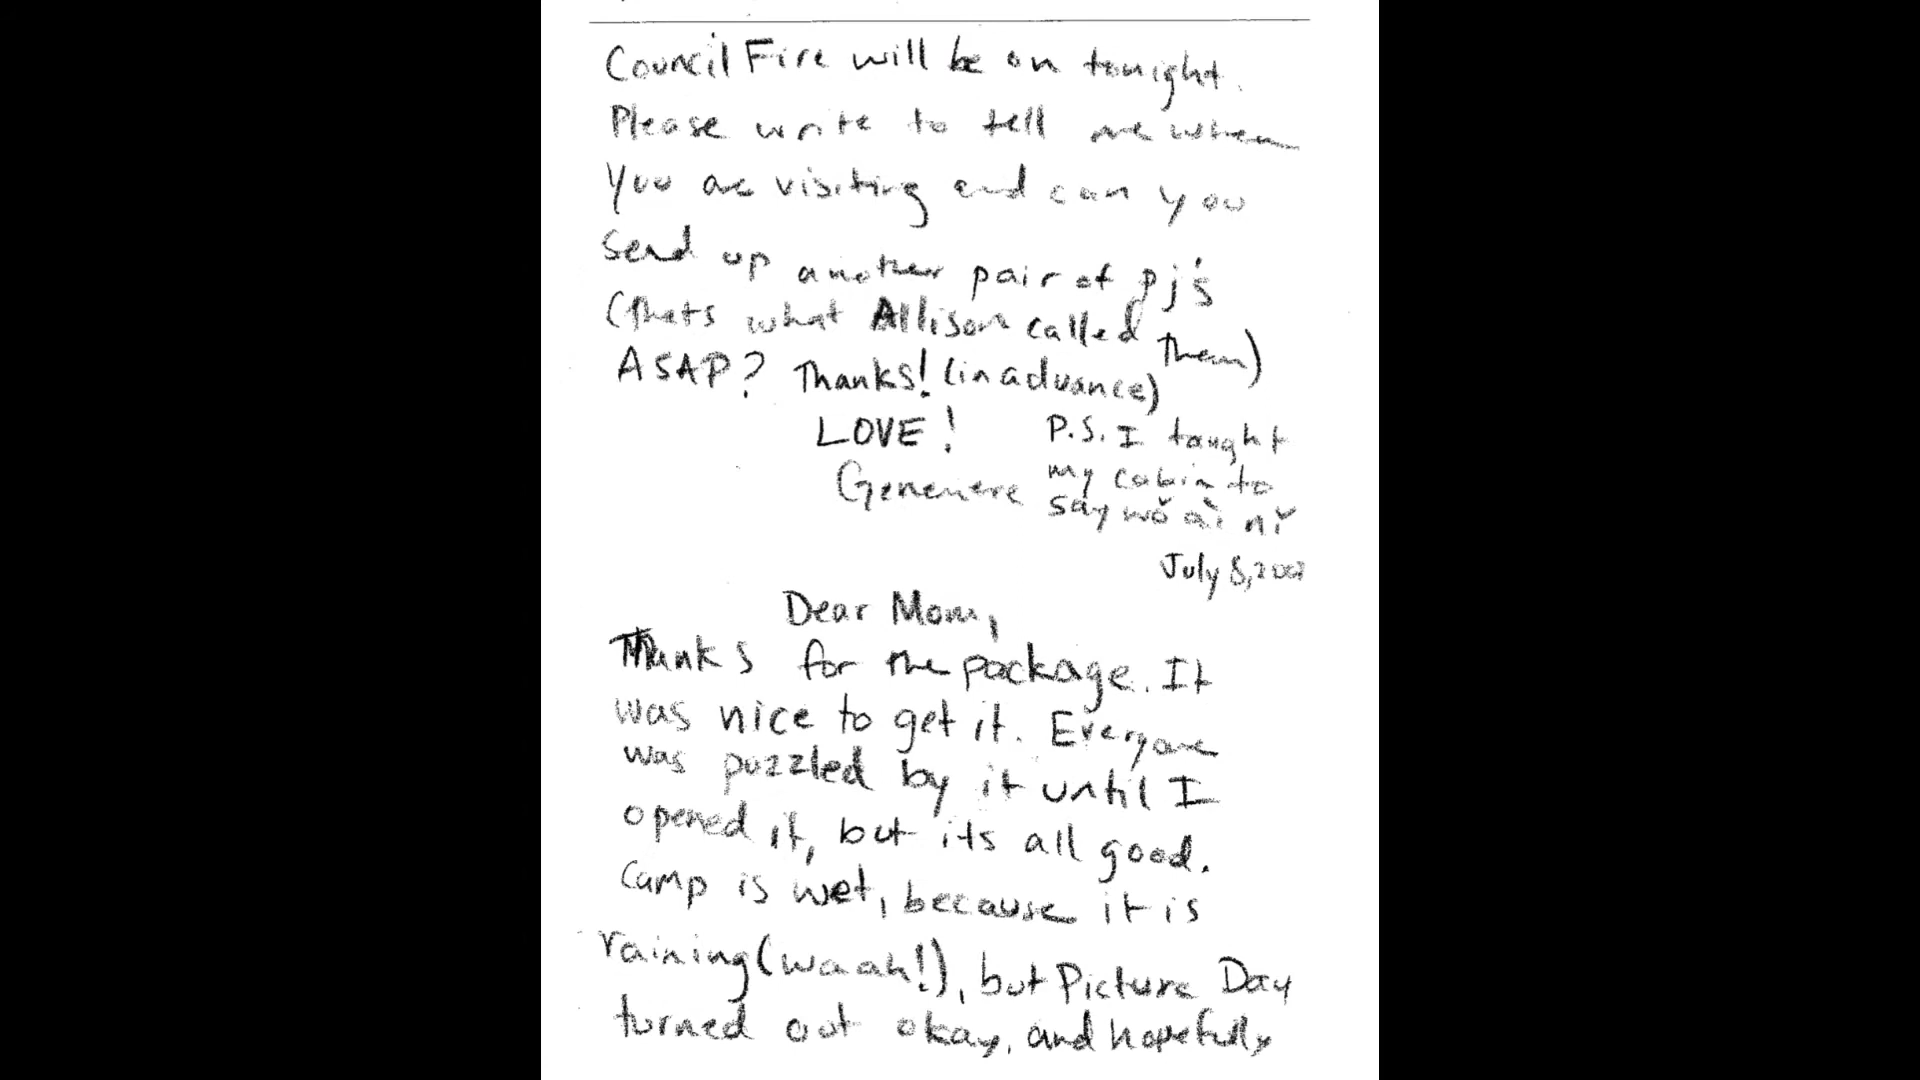 Council Fire will be on tonight.
Please write to tell me when
you are visiting and can you
send up another pair of pj's
(thats what Allison called them)
ASAP? Thanks! (in advance)
LOVE!
Genevieve
P.S. I taught
my cabin to
say wǒ ài nǐ
July 8, 2002
Dear Mom,
Thanks for the package. It
was nice to get it. Everyone
was puzzled by it until I
opened it, but its all good.
Camp is wet, because it is
raining (waah!), but Picture Day
turned out okay, and hopefully